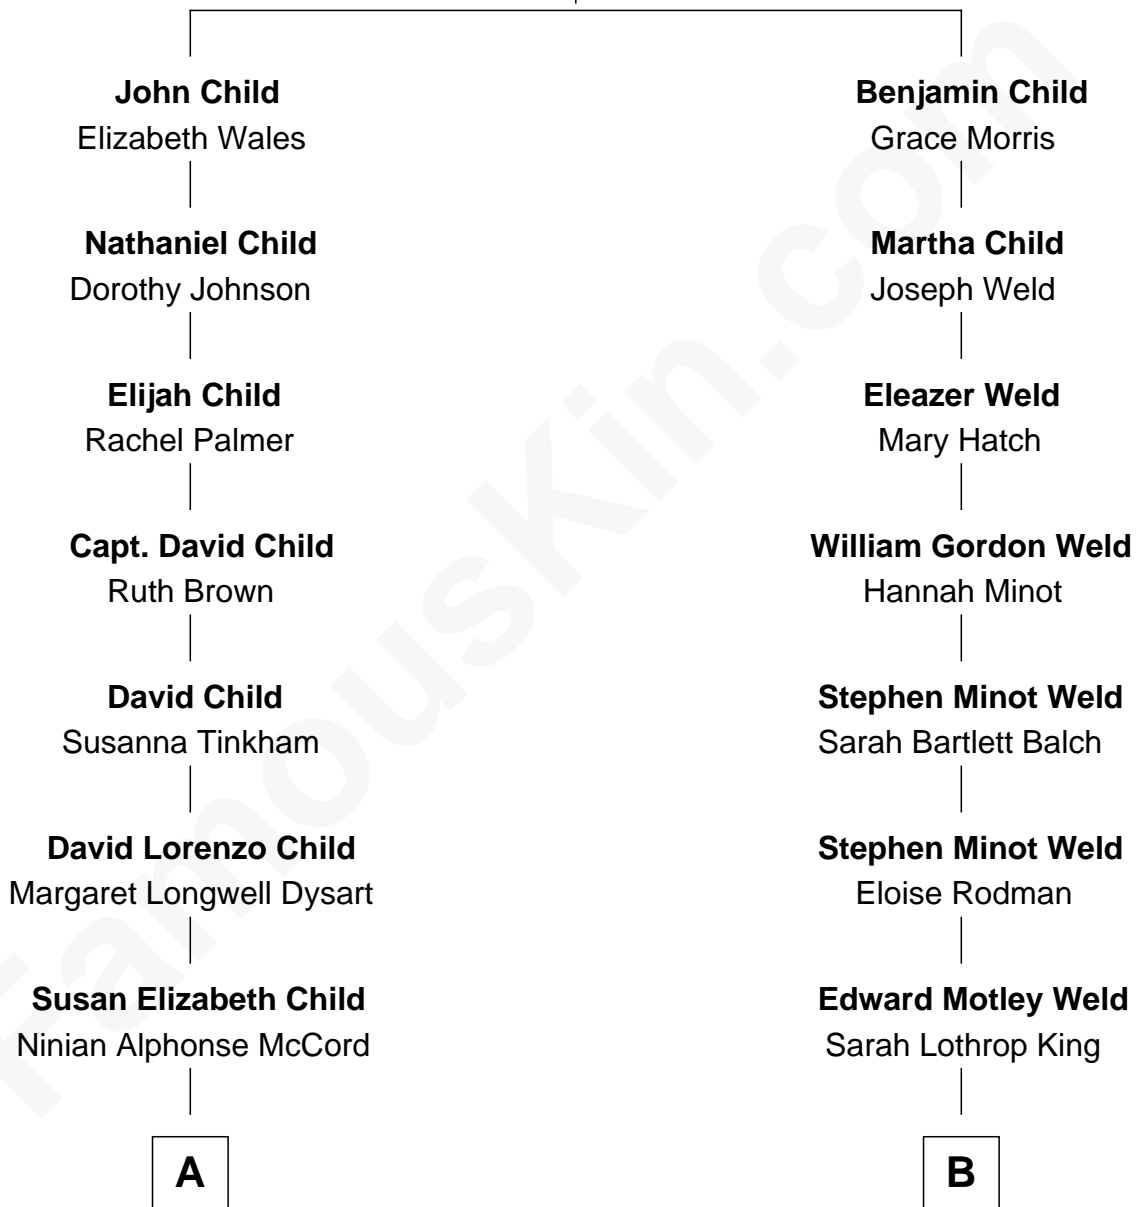 John Child
Elizabeth Wales
Nathaniel Child
Dorothy Johnson
Elijah Child
Rachel Palmer
Capt. David Child
Ruth Brown
David Child
Susanna Tinkham
David Lorenzo Child
Margaret Longwell Dysart
Susan Elizabeth Child
Ninian Alphonse McCord
A
Benjamin Child
Grace Morris
Martha Child
Joseph Weld
Eleazer Weld
Mary Hatch
William Gordon Weld
Hannah Minot
Stephen Minot Weld
Sarah Bartlett Balch
Stephen Minot Weld
Eloise Rodman
Edward Motley Weld
Sarah Lothrop King
B
FamousKin.com